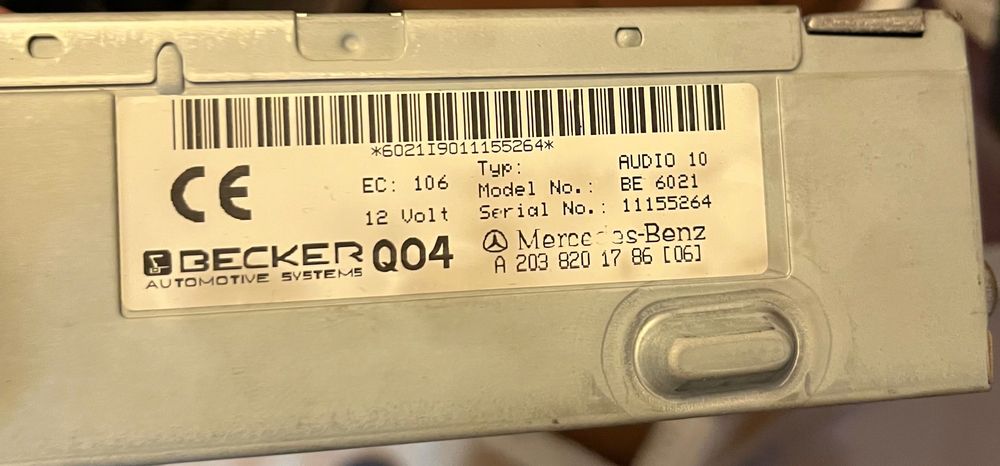 *6021I9011155264*
CE
EC: 106
12 Volt
Typ: AUDIO 10
Model No.: BE 6021
Serial No.: 11155264
BECKER
AUTOMOTIVE SYSTEMS
Q04
Mercedes-Benz
A 203 820 17 86 [06]